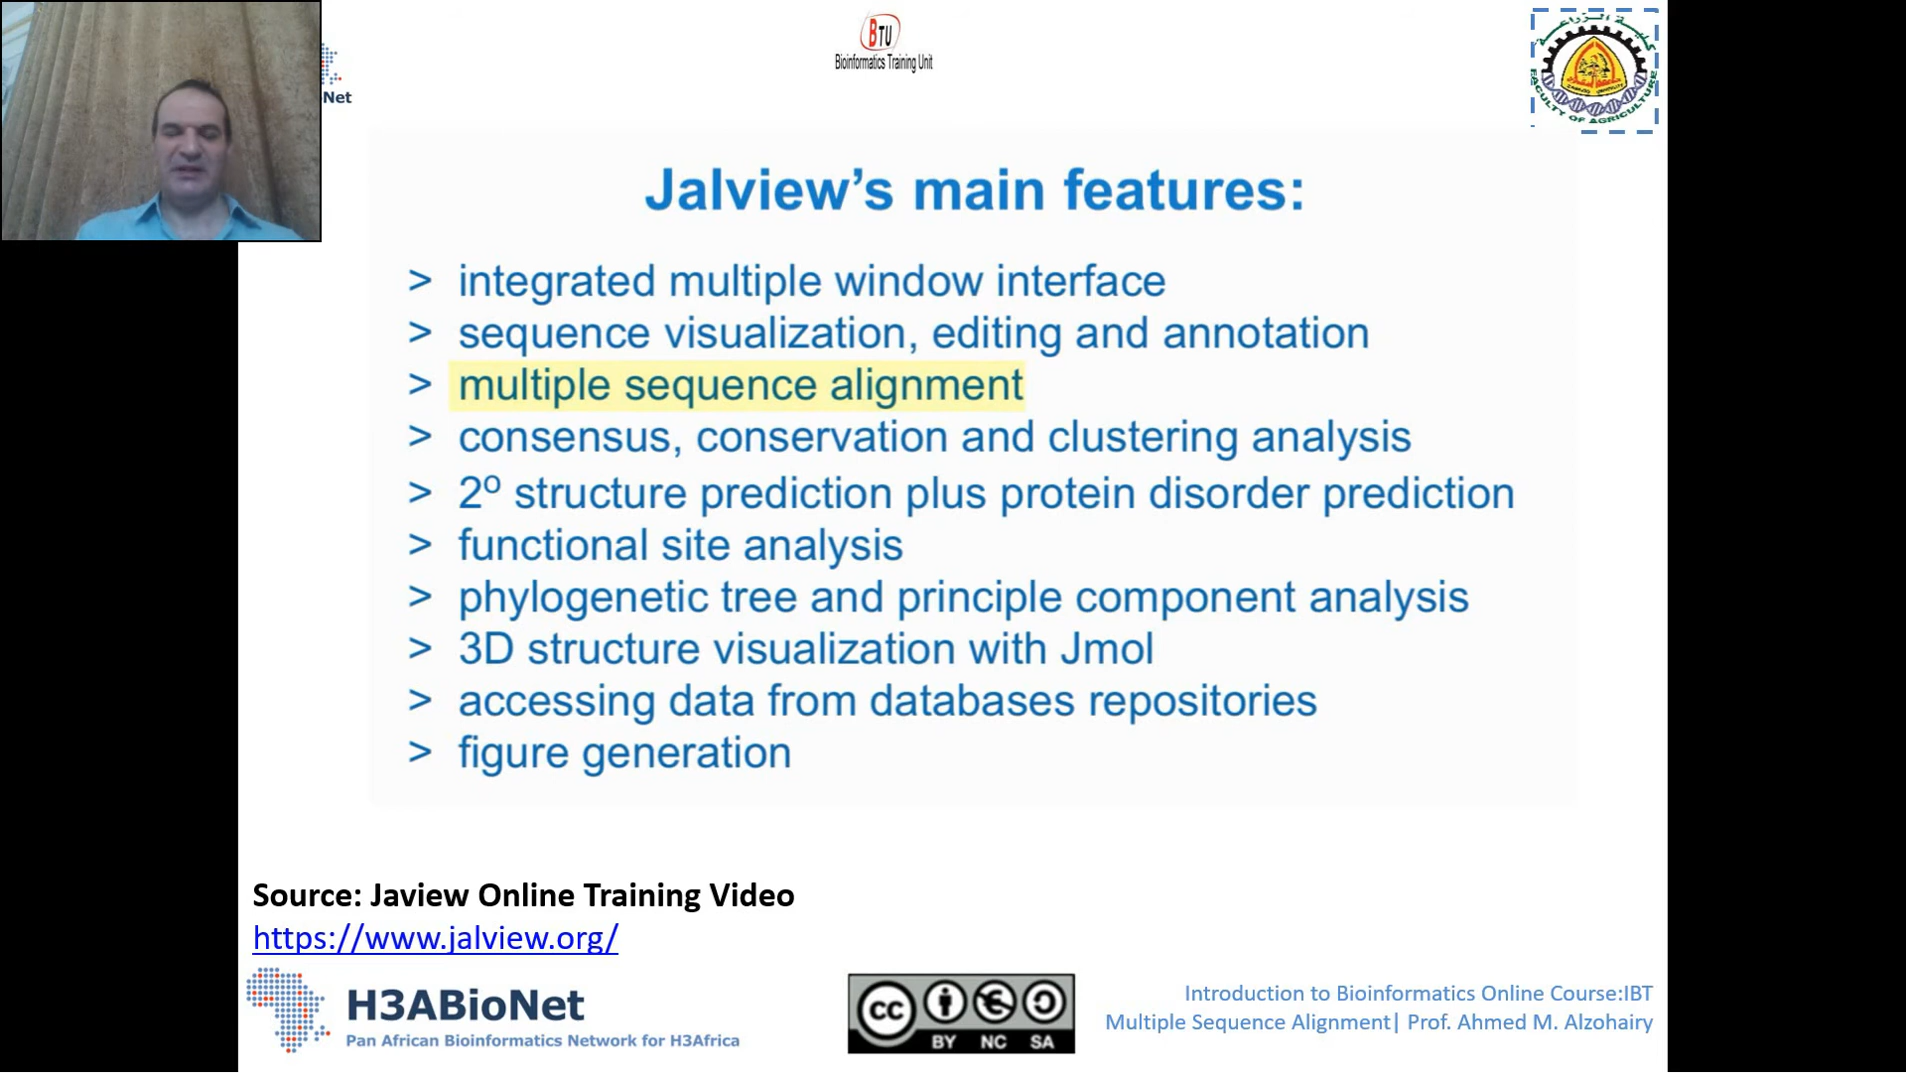 BTU
Bioinformatics Training Unit
Net
FACULTY OF AGRICULTURE
Jalview’s main features:
> integrated multiple window interface
> sequence visualization, editing and annotation
> multiple sequence alignment
> consensus, conservation and clustering analysis
> 2º structure prediction plus protein disorder prediction
> functional site analysis
> phylogenetic tree and principle component analysis
> 3D structure visualization with Jmol
> accessing data from databases repositories
> figure generation
Source: Jaview Online Training Video
https://www.jalview.org/
H3ABioNet
Pan African Bioinformatics Network for H3Africa
cc
BY NC SA
Introduction to Bioinformatics Online Course:IBT
Multiple Sequence Alignment| Prof. Ahmed M. Alzohairy